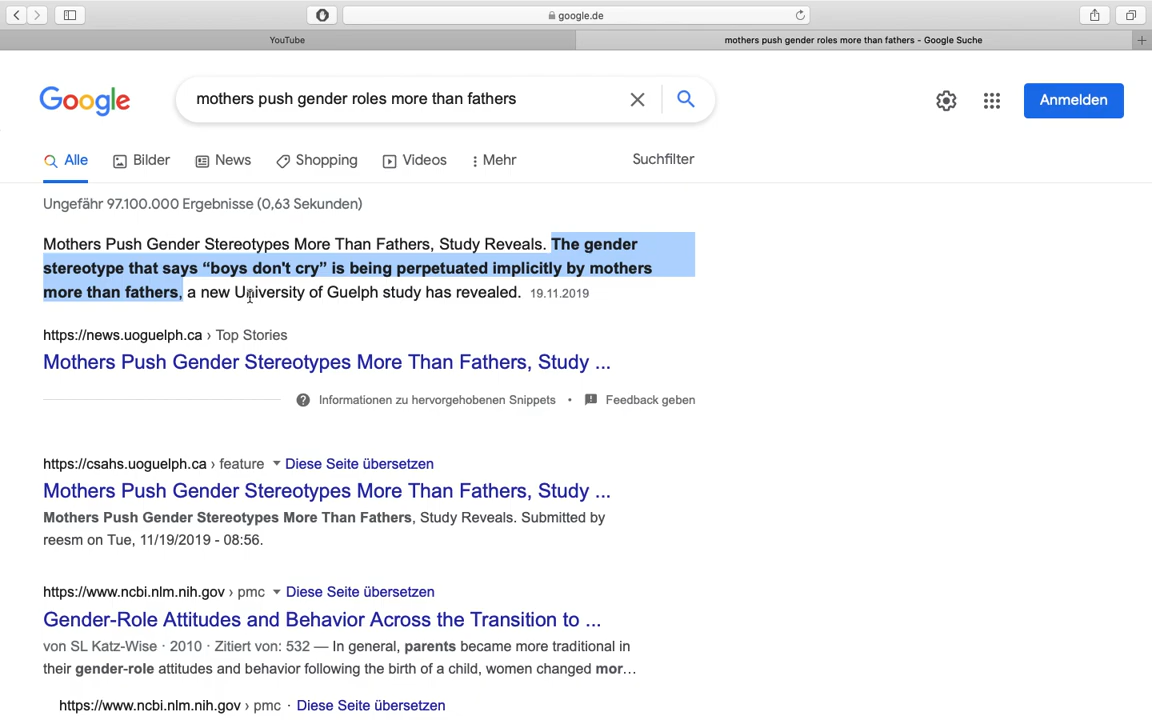 google.de
YouTube
mothers push gender roles more than fathers - Google Suche
Google
mothers push gender roles more than fathers
Anmelden
Alle
Bilder
News
Shopping
Videos
Mehr
Suchfilter
Ungefähr 97.100.000 Ergebnisse (0,63 Sekunden)
Mothers Push Gender Stereotypes More Than Fathers, Study Reveals. The gender
stereotype that says “boys don't cry” is being perpetuated implicitly by mothers
more than fathers, a new University of Guelph study has revealed. 19.11.2019
https://news.uoguelph.ca › Top Stories
Mothers Push Gender Stereotypes More Than Fathers, Study ...
Informationen zu hervorgehobenen Snippets • Feedback geben
https://csahs.uoguelph.ca › feature Diese Seite übersetzen
Mothers Push Gender Stereotypes More Than Fathers, Study ...
Mothers Push Gender Stereotypes More Than Fathers, Study Reveals. Submitted by
reesm on Tue, 11/19/2019 - 08:56.
https://www.ncbi.nlm.nih.gov › pmc Diese Seite übersetzen
Gender-Role Attitudes and Behavior Across the Transition to ...
von SL Katz-Wise · 2010 · Zitiert von: 532 — In general, parents became more traditional in
their gender-role attitudes and behavior following the birth of a child, women changed mor...
https://www.ncbi.nlm.nih.gov › pmc · Diese Seite übersetzen